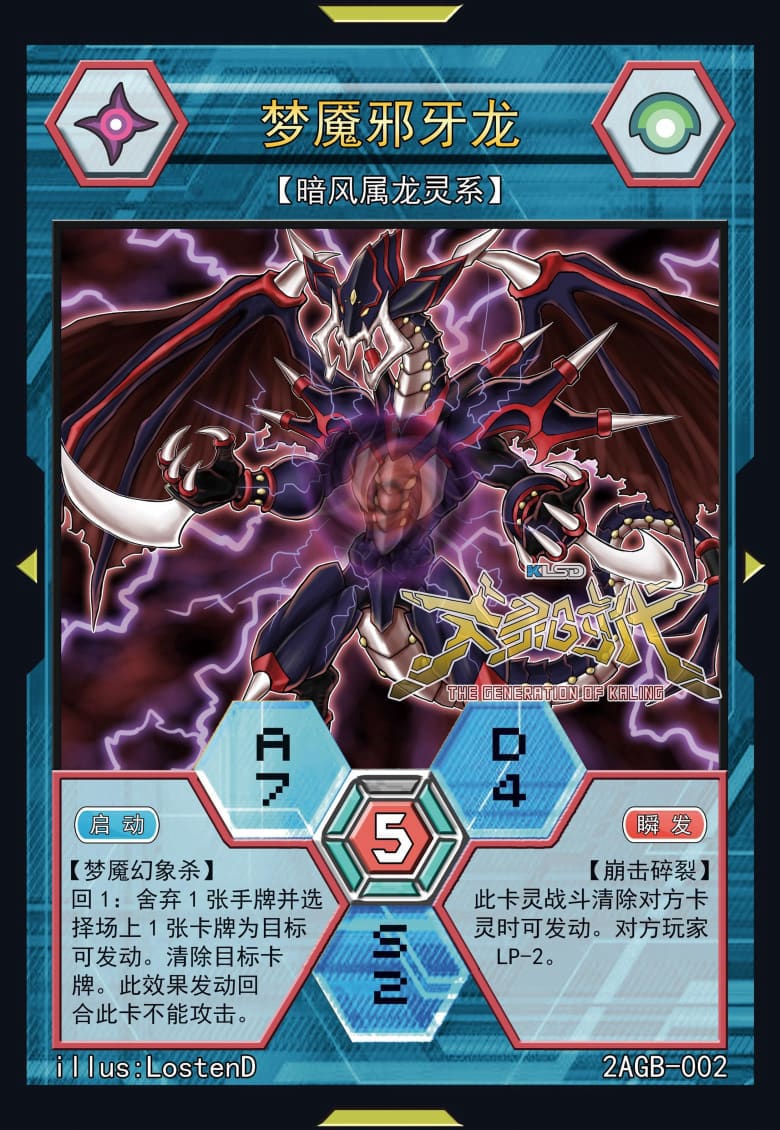 梦魇邪牙龙
【暗风属龙灵系】
KLSD
卡灵时代
THE GENERATION OF KALING
A
7
D
4
5
S
2
启动
【梦魇幻象杀】
回1：舍弃1张手牌并选
择场上1张卡牌为目标
可发动。清除目标卡
牌。此效果发动回
合此卡不能攻击。
瞬发
【崩击碎裂】
此卡灵战斗清除对方卡
灵时可发动。对方玩家
LP-2。
illus:LostenD
2AGB-002